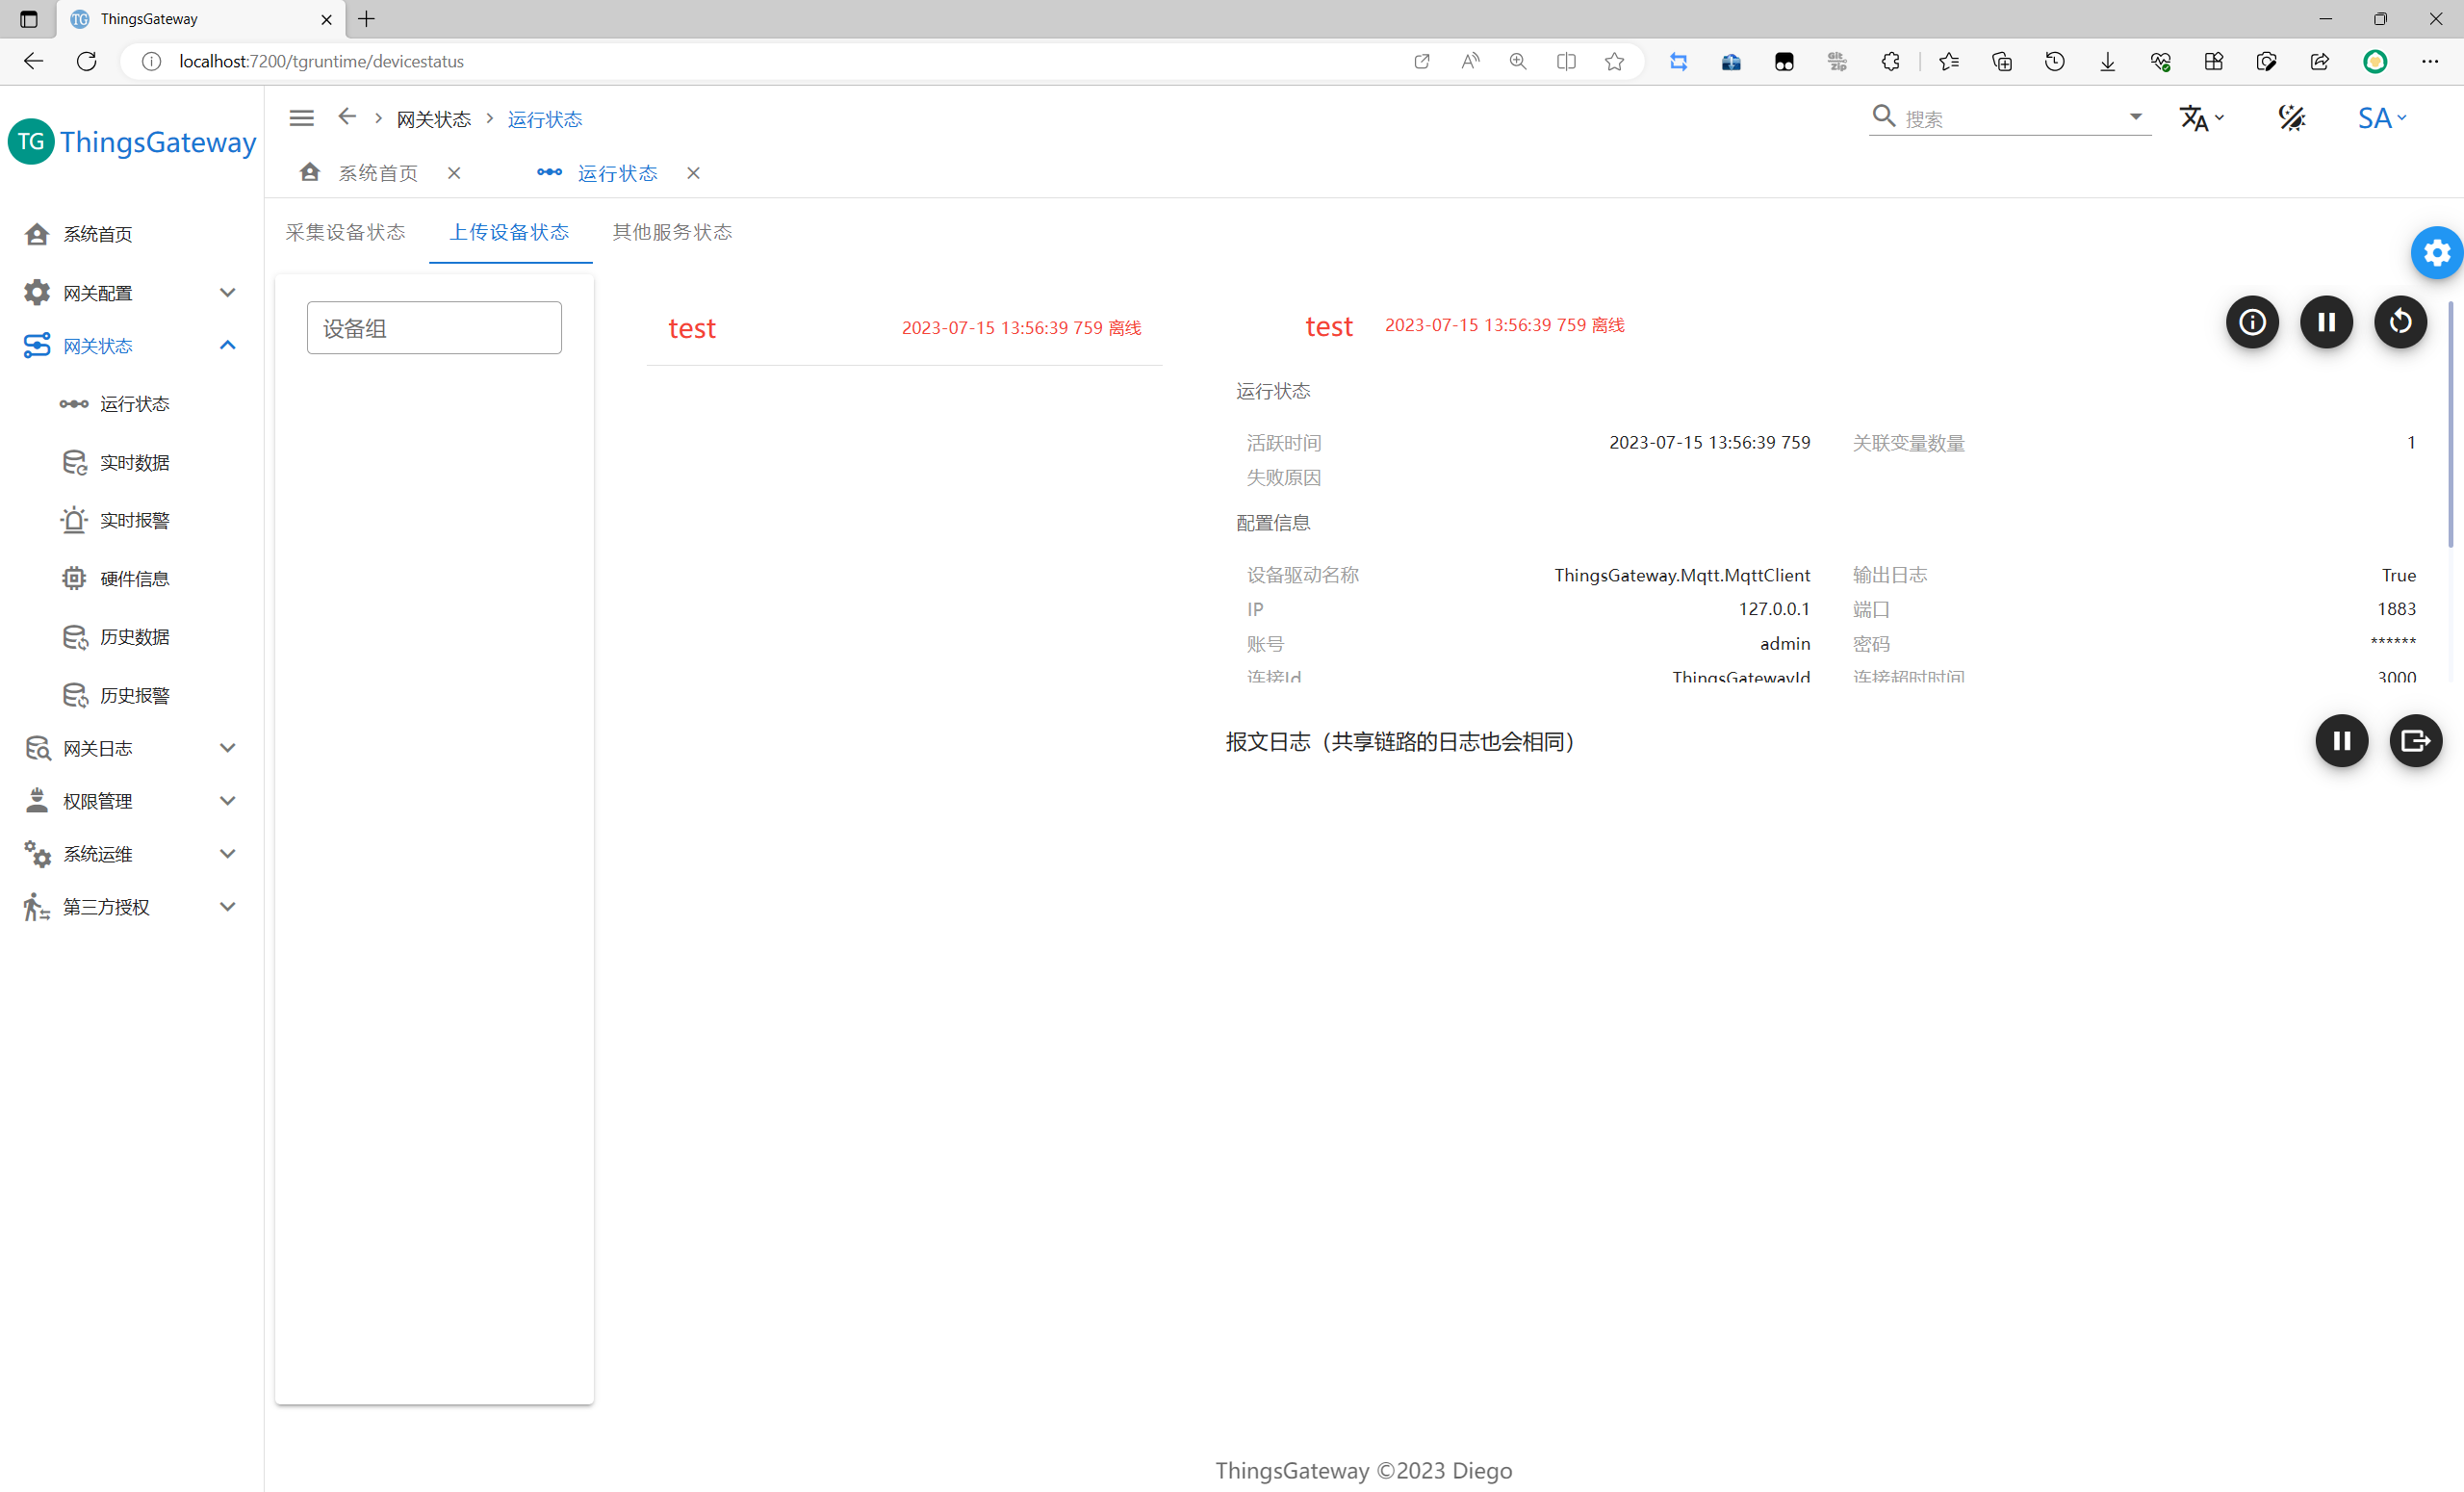 ThingsGateway
localhost:7200/tgruntime/devicestatus
TG ThingsGateway
网关状态
运行状态
搜索
SA
系统首页
运行状态
系统首页
网关配置
网关状态
运行状态
实时数据
实时报警
硬件信息
历史数据
历史报警
网关日志
权限管理
系统运维
第三方授权
采集设备状态 上传设备状态 其他服务状态
设备组
test 2023-07-15 13:56:39 759 离线
test 2023-07-15 13:56:39 759 离线
运行状态
活跃时间 2023-07-15 13:56:39 759 关联变量数量 1
失败原因
配置信息
设备驱动名称 ThingsGateway.Mqtt.MqttClient 输出日志 True
IP 127.0.0.1 端口 1883
账号 admin 密码 ******
连接Id ThingsGatewayId 连接超时时间 3000
报文日志（共享链路的日志也会相同）
ThingsGateway ©2023 Diego